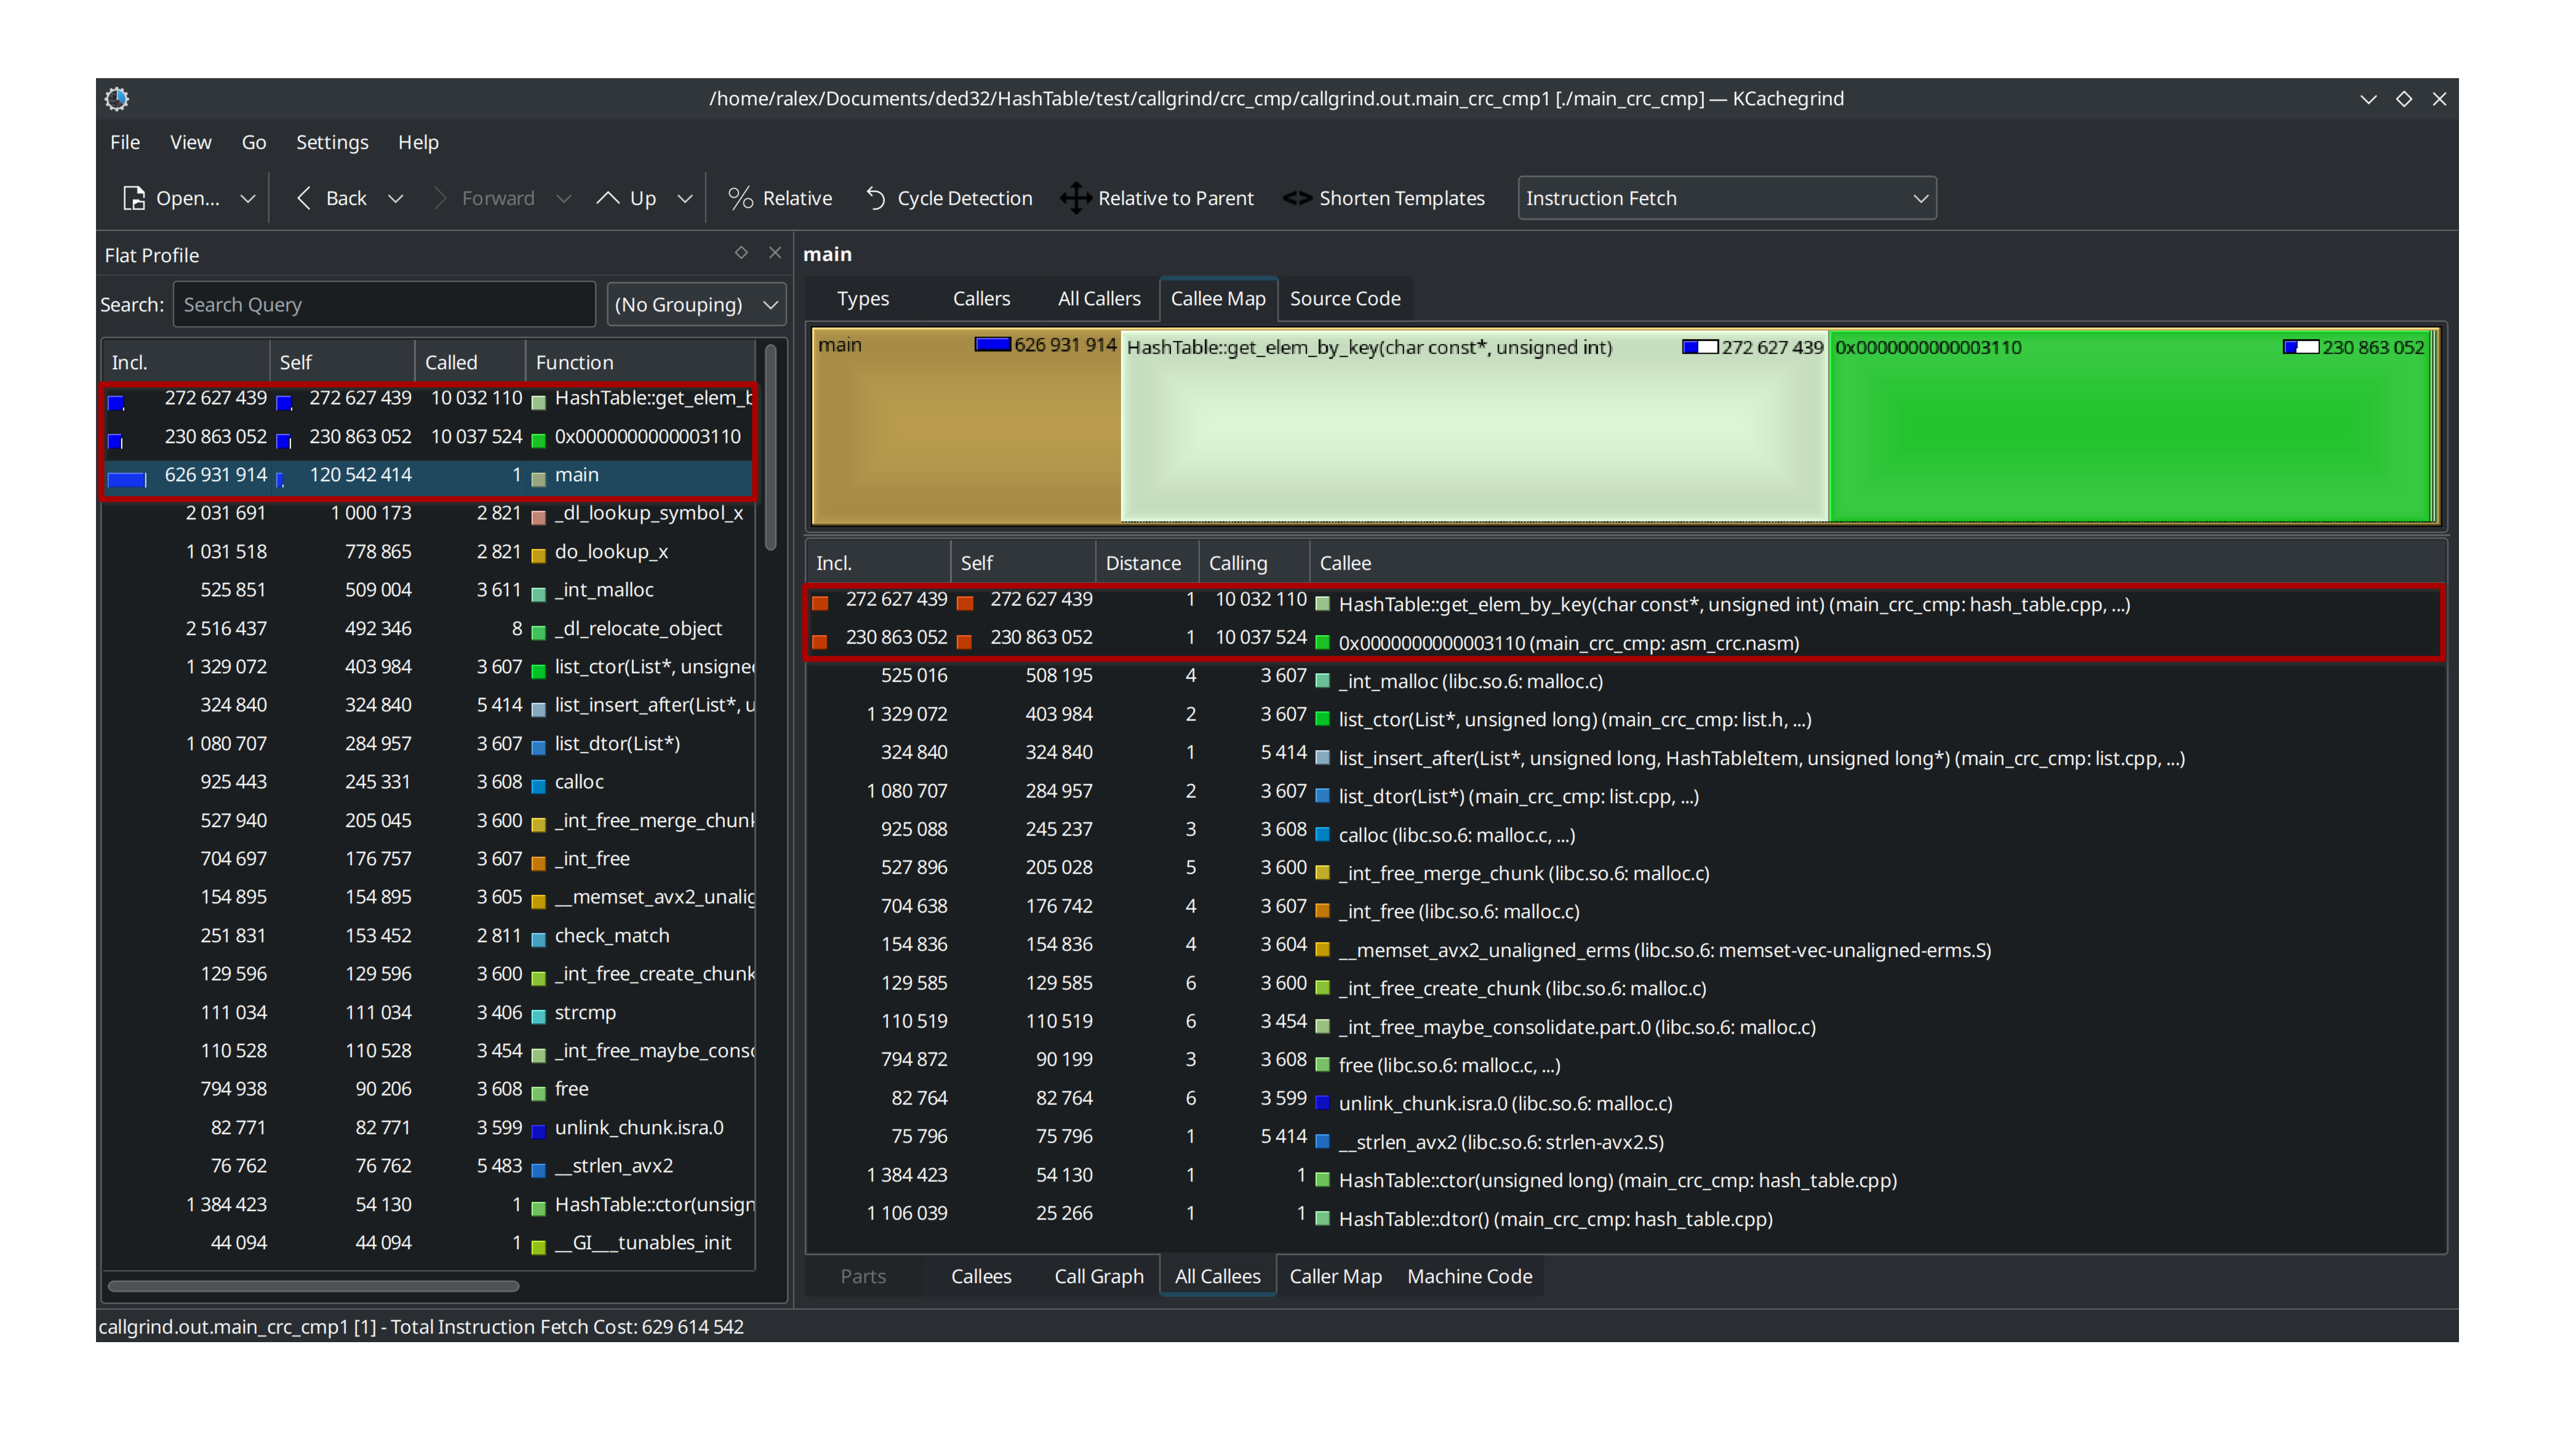 /home/ralex/Documents/ded32/HashTable/test/callgrind/crc_cmp/callgrind.out.main_crc_cmp1 [./main_crc_cmp] — KCachegrind
File View Go Settings Help
Open... Back Forward Up Relative Cycle Detection Relative to Parent Shorten Templates Instruction Fetch
Flat Profile
Search: Search Query (No Grouping)
Incl. Self Called Function
272 627 439 272 627 439 10 032 110 HashTable::get_elem_b
230 863 052 230 863 052 10 037 524 0x0000000000003110
626 931 914 120 542 414 1 main
2 031 691 1 000 173 2 821 _dl_lookup_symbol_x
1 031 518 778 865 2 821 do_lookup_x
525 851 509 004 3 611 _int_malloc
2 516 437 492 346 8 _dl_relocate_object
1 329 072 403 984 3 607 list_ctor(List*, unsigne
324 840 324 840 5 414 list_insert_after(List*, u
1 080 707 284 957 3 607 list_dtor(List*)
925 443 245 331 3 608 calloc
527 940 205 045 3 600 _int_free_merge_chunk
704 697 176 757 3 607 _int_free
154 895 154 895 3 605 __memset_avx2_unalig
251 831 153 452 2 811 check_match
129 596 129 596 3 600 _int_free_create_chunk
111 034 111 034 3 406 strcmp
110 528 110 528 3 454 _int_free_maybe_conso
794 938 90 206 3 608 free
82 771 82 771 3 599 unlink_chunk.isra.0
76 762 76 762 5 483 __strlen_avx2
1 384 423 54 130 1 HashTable::ctor(unsign
44 094 44 094 1 __GI___tunables_init
main
Types Callers All Callers Callee Map Source Code
main 626 931 914 HashTable::get_elem_by_key(char const*, unsigned int) 272 627 439 0x0000000000003110 230 863 052
Incl. Self Distance Calling Callee
272 627 439 272 627 439 1 10 032 110 HashTable::get_elem_by_key(char const*, unsigned int) (main_crc_cmp: hash_table.cpp, ...)
230 863 052 230 863 052 1 10 037 524 0x0000000000003110 (main_crc_cmp: asm_crc.nasm)
525 016 508 195 4 3 607 _int_malloc (libc.so.6: malloc.c)
1 329 072 403 984 2 3 607 list_ctor(List*, unsigned long) (main_crc_cmp: list.h, ...)
324 840 324 840 1 5 414 list_insert_after(List*, unsigned long, HashTableItem, unsigned long*) (main_crc_cmp: list.cpp, ...)
1 080 707 284 957 2 3 607 list_dtor(List*) (main_crc_cmp: list.cpp, ...)
925 088 245 237 3 3 608 calloc (libc.so.6: malloc.c, ...)
527 896 205 028 5 3 600 _int_free_merge_chunk (libc.so.6: malloc.c)
704 638 176 742 4 3 607 _int_free (libc.so.6: malloc.c)
154 836 154 836 4 3 604 __memset_avx2_unaligned_erms (libc.so.6: memset-vec-unaligned-erms.S)
129 585 129 585 6 3 600 _int_free_create_chunk (libc.so.6: malloc.c)
110 519 110 519 6 3 454 _int_free_maybe_consolidate.part.0 (libc.so.6: malloc.c)
794 872 90 199 3 3 608 free (libc.so.6: malloc.c, ...)
82 764 82 764 6 3 599 unlink_chunk.isra.0 (libc.so.6: malloc.c)
75 796 75 796 1 5 414 __strlen_avx2 (libc.so.6: strlen-avx2.S)
1 384 423 54 130 1 1 HashTable::ctor(unsigned long) (main_crc_cmp: hash_table.cpp)
1 106 039 25 266 1 1 HashTable::dtor() (main_crc_cmp: hash_table.cpp)
Parts Callees Call Graph All Callees Caller Map Machine Code
callgrind.out.main_crc_cmp1 [1] - Total Instruction Fetch Cost: 629 614 542